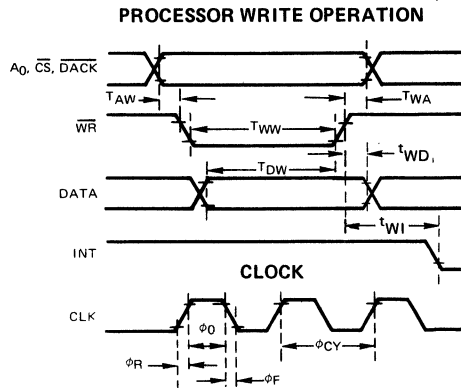 PROCESSOR WRITE OPERATION
A0, CS, DACK
TAW
TWA
WR
TWW
tWD
TDW
DATA
tWI
INT
CLOCK
CLK
ϕ0
ϕCY
ϕR
ϕF